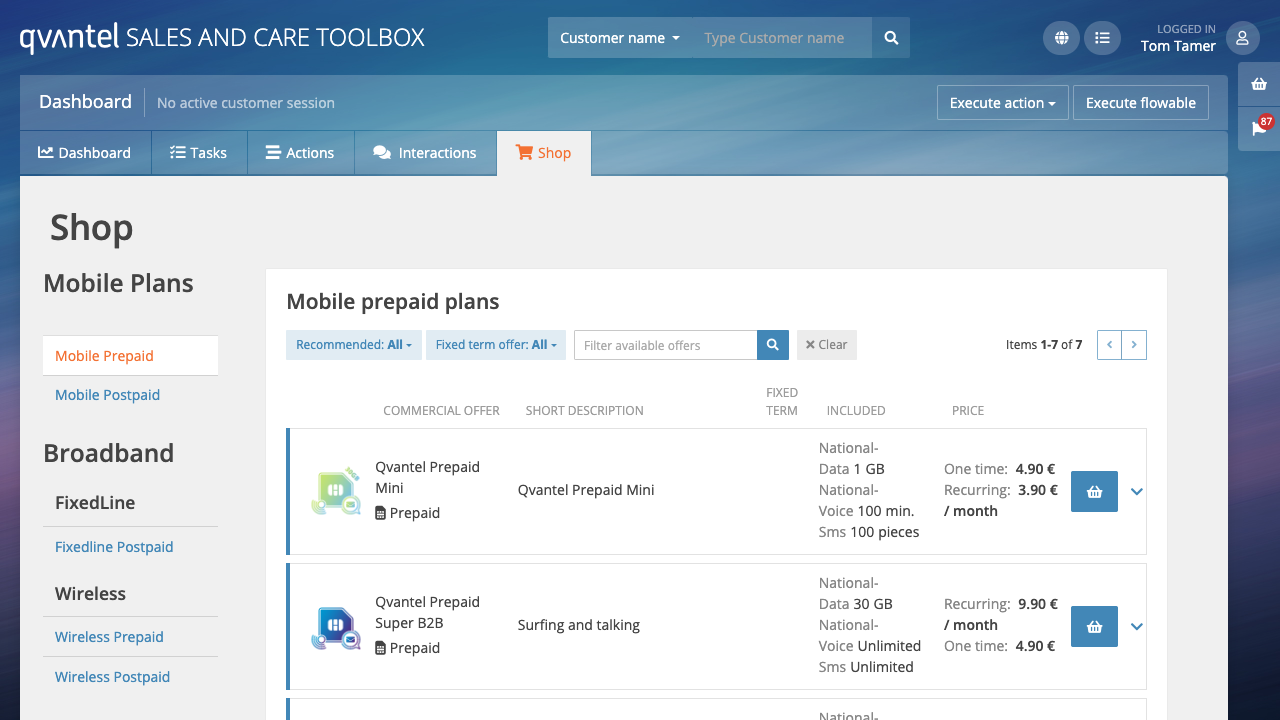 qvantel SALES AND CARE TOOLBOX
Customer name
Type Customer name
LOGGED IN
Tom Tamer
Dashboard
No active customer session
Execute action
Execute flowable
87
Dashboard
Tasks
Actions
Interactions
Shop
Shop
Mobile Plans
Mobile Prepaid
Mobile Postpaid
Broadband
FixedLine
Fixedline Postpaid
Wireless
Wireless Prepaid
Wireless Postpaid
Mobile prepaid plans
Recommended: All
Fixed term offer: All
Filter available offers
Clear
Items 1-7 of 7
COMMERCIAL OFFER
SHORT DESCRIPTION
FIXED
TERM
INCLUDED
PRICE
Qvantel Prepaid
Mini
Prepaid
Qvantel Prepaid Mini
National-
Data 1 GB
National-
Voice 100 min.
Sms 100 pieces
One time: 4.90 €
Recurring: 3.90 €
/ month
Qvantel Prepaid
Super B2B
Prepaid
Surfing and talking
National-
Data 30 GB
National-
Voice Unlimited
Sms Unlimited
Recurring: 9.90 €
/ month
One time: 4.90 €
National-